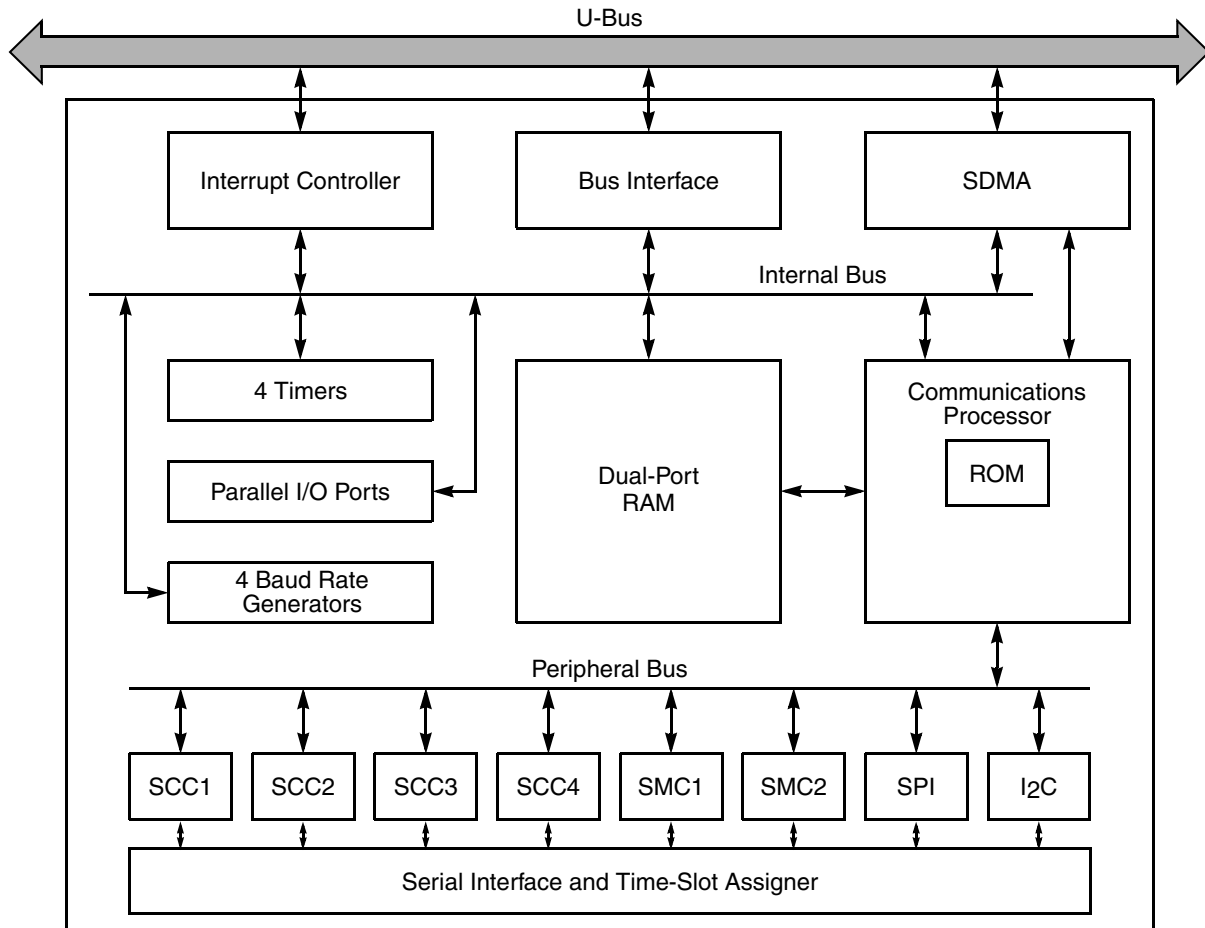 U-Bus
Interrupt Controller
Bus Interface
SDMA
Internal Bus
4 Timers
Parallel I/O Ports
4 Baud Rate
Generators
Dual-Port
RAM
Communications
Processor
ROM
Peripheral Bus
SCC1
SCC2
SCC3
SCC4
SMC1
SMC2
SPI
I2C
Serial Interface and Time-Slot Assigner